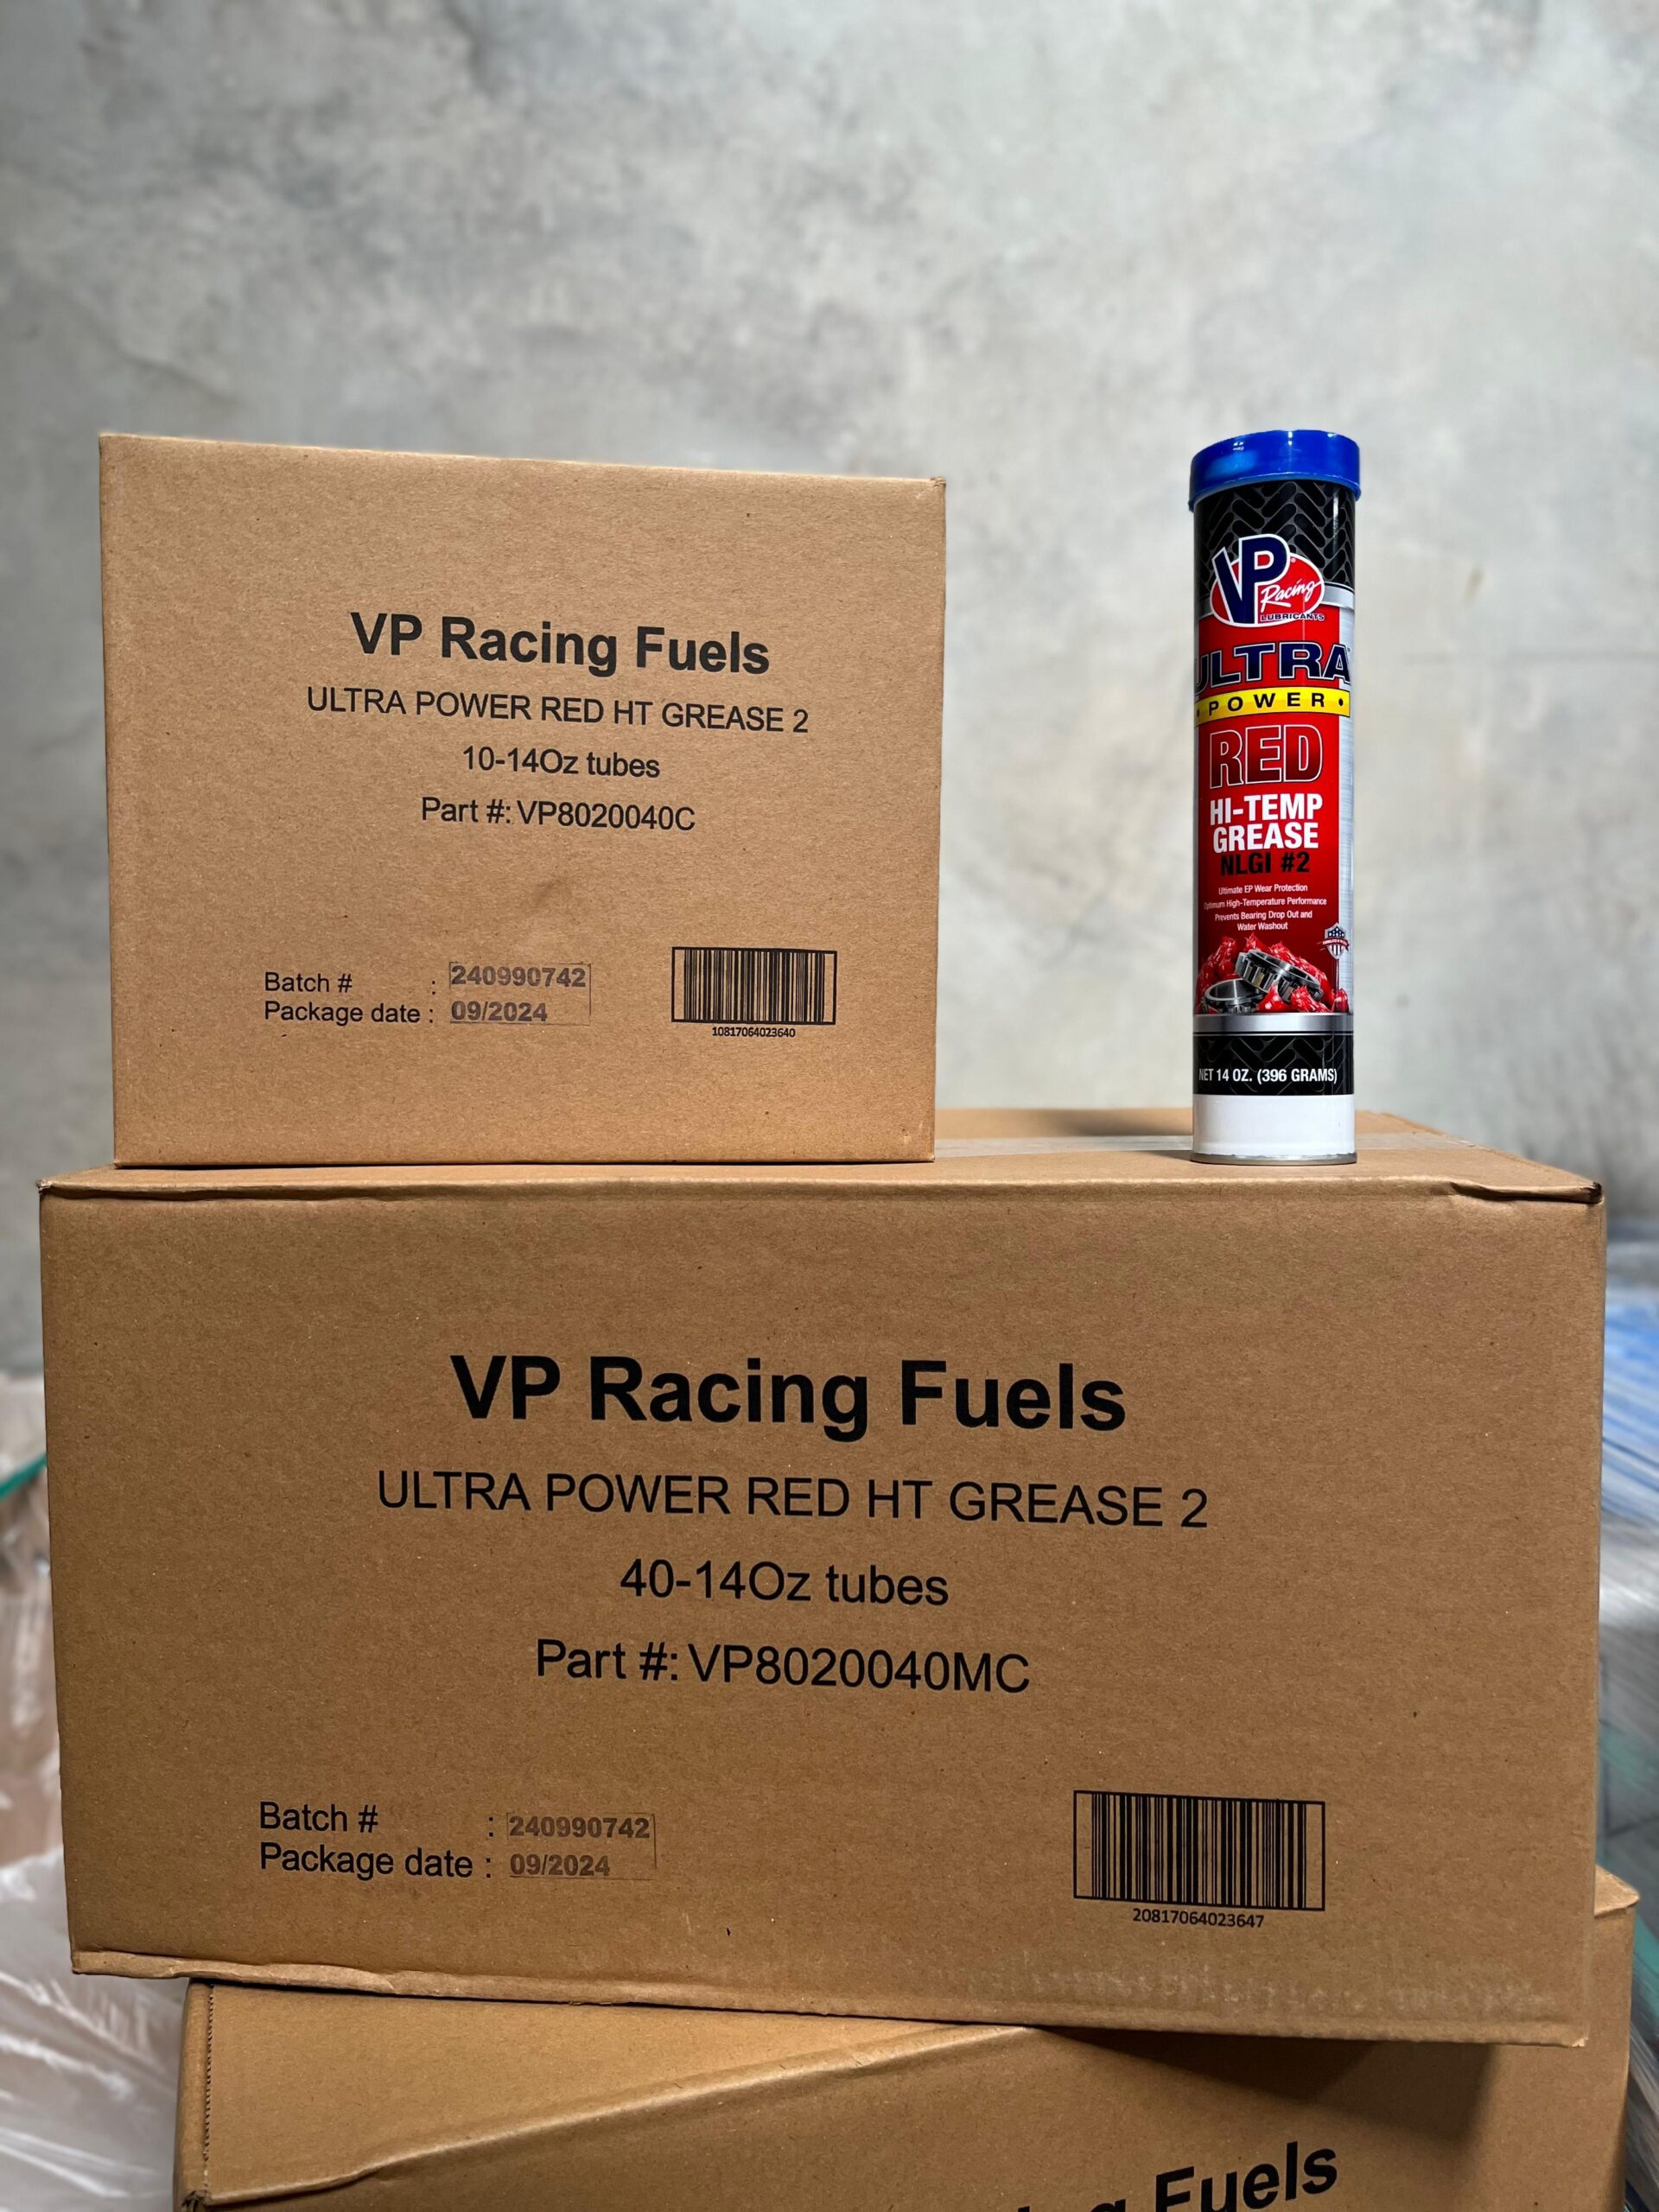 VP Racing Fuels
ULTRA POWER RED HT GREASE 2
10-14Oz tubes
Part #: VP8020040C
Batch # : 240990742
Package date : 09/2024
10817064023640
VP Racing
LUBRICANTS
ULTRA
• POWER •
RED
HI-TEMP
GREASE
NLGI #2
Ultimate EP Wear Protection
Optimum High-Temperature Performance
Prevents Bearing Drop Out and
Water Washout
NET 14 OZ. (396 GRAMS)
VP Racing Fuels
ULTRA POWER RED HT GREASE 2
40-14Oz tubes
Part #: VP8020040MC
Batch # : 240990742
Package date : 09/2024
20817064023647
Fuels